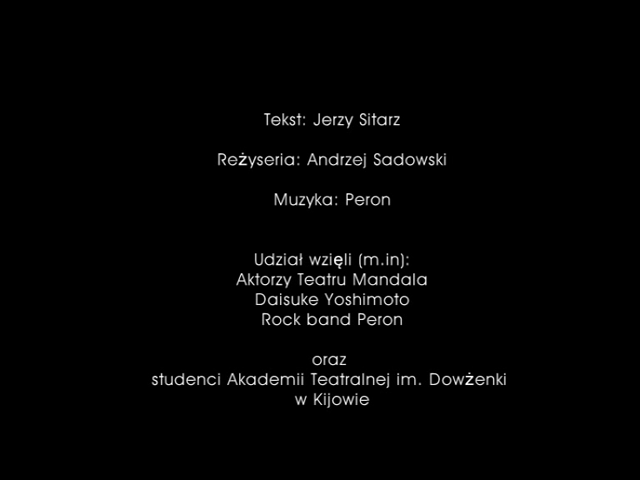 Tekst: Jerzy Sitarz
Reżyseria: Andrzej Sadowski
Muzyka: Peron
Udział wzięli (m.in):
Aktorzy Teatru Mandala
Daisuke Yoshimoto
Rock band Peron
oraz
studenci Akademii Teatralnej im. Dowżenki
w Kijowie